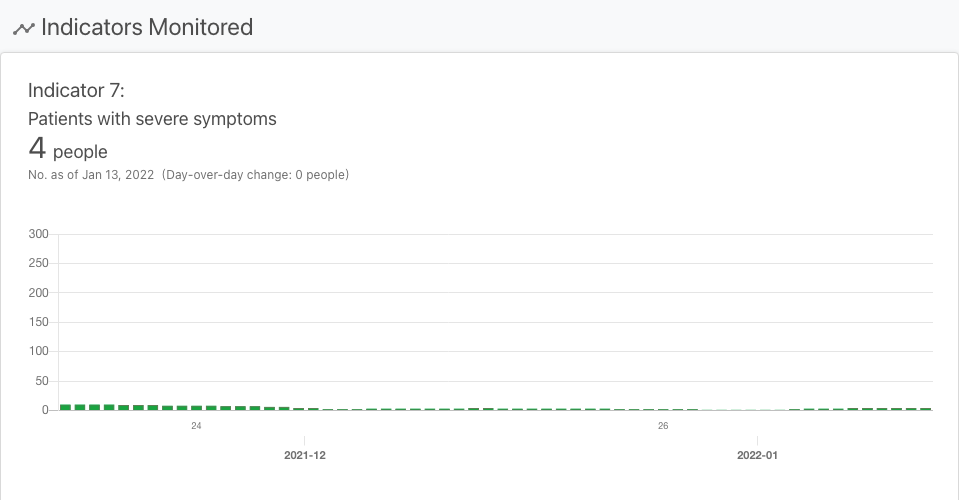 Indicators Monitored
Indicator 7:
Patients with severe symptoms
4 people
No. as of Jan 13, 2022 (Day-over-day change: 0 people)
300
250
200
150
100
50
0
24 26
2021-12 2022-01